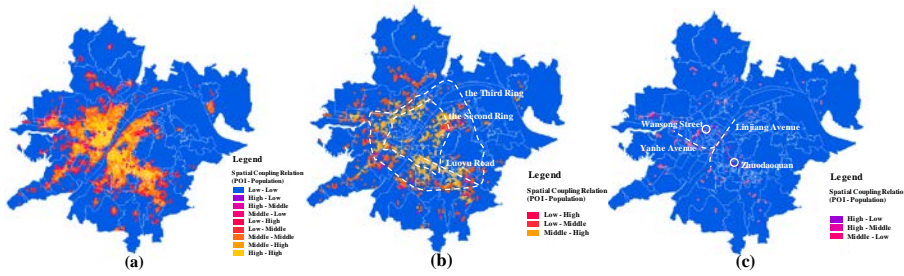 Legend
Spatial Coupling Relation
(POI - Population)
Low - Low
High - Low
High - Middle
Middle - Low
Low - High
Low - Middle
Middle - Middle
Middle - High
High - High
(a)
the Third Ring
the Second Ring
Luoyu Road
Legend
Spatial Coupling Relation
(POI - Population)
Low - High
Low - Middle
Middle - High
(b)
Wansong Street
Linjiang Avenue
Yanhe Avenue
Zhuodaoquan
Legend
Spatial Coupling Relation
(POI - Population)
High - Low
High - Middle
Middle - Low
(c)